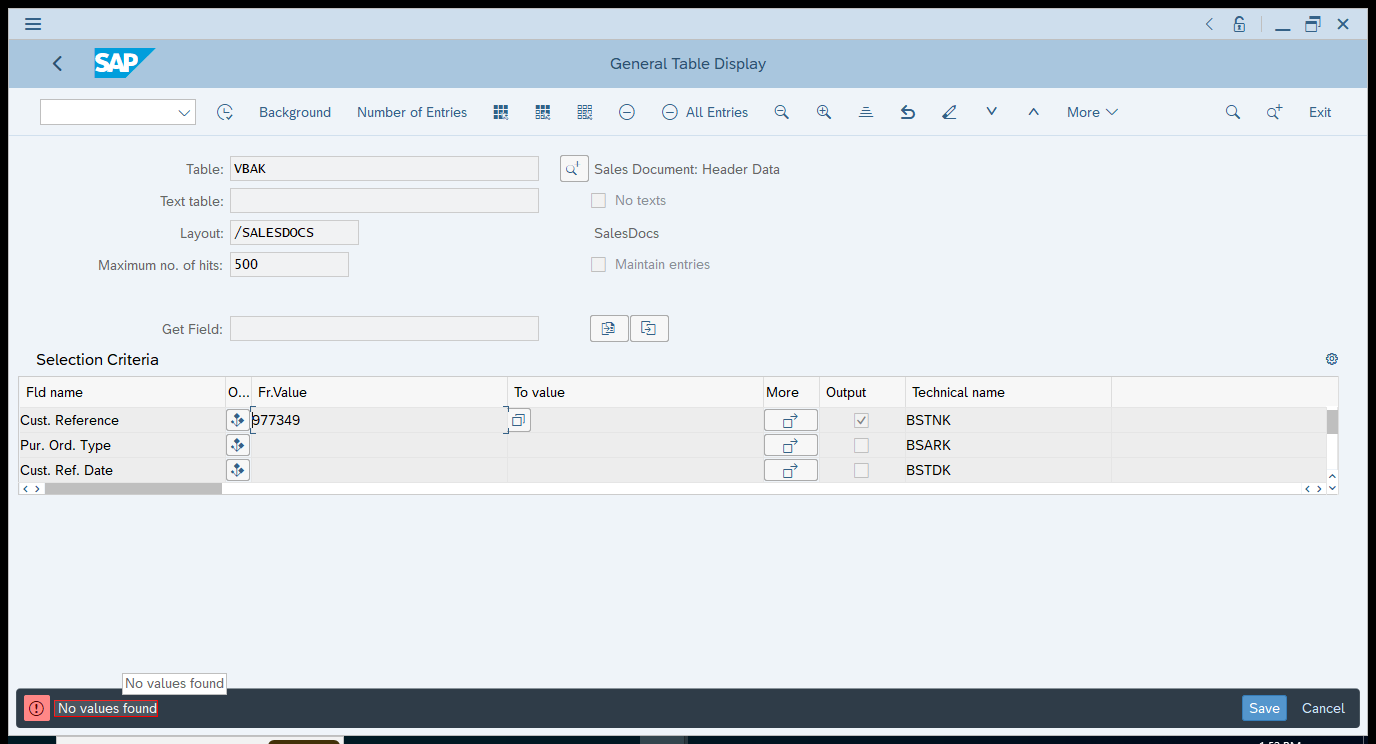 SAP
General Table Display
Background Number of Entries All Entries More Exit
Table: VBAK Sales Document: Header Data
Text table: No texts
Layout: /SALESDOCS SalesDocs
Maximum no. of hits: 500 Maintain entries
Get Field:
Selection Criteria
Fld name O... Fr.Value To value More Output Technical name
Cust. Reference 977349 BSTNK
Pur. Ord. Type BSARK
Cust. Ref. Date BSTDK
No values found
No values found Save Cancel